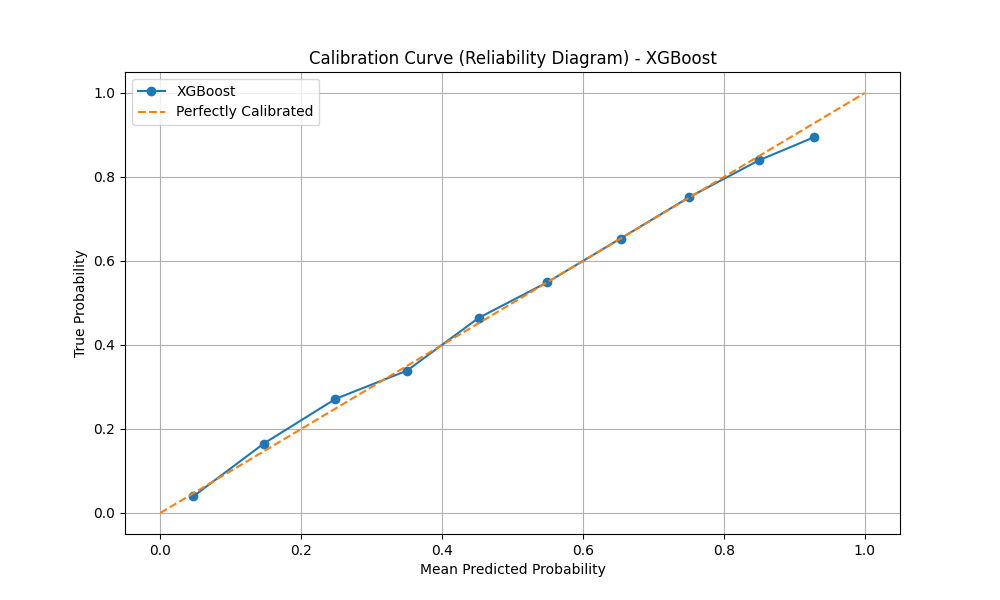 Calibration Curve (Reliability Diagram) - XGBoost
XGBoost
Perfectly Calibrated
1.0
0.8
0.6
0.4
0.2
0.0
True Probability
0.0 0.2 0.4 0.6 0.8 1.0
Mean Predicted Probability